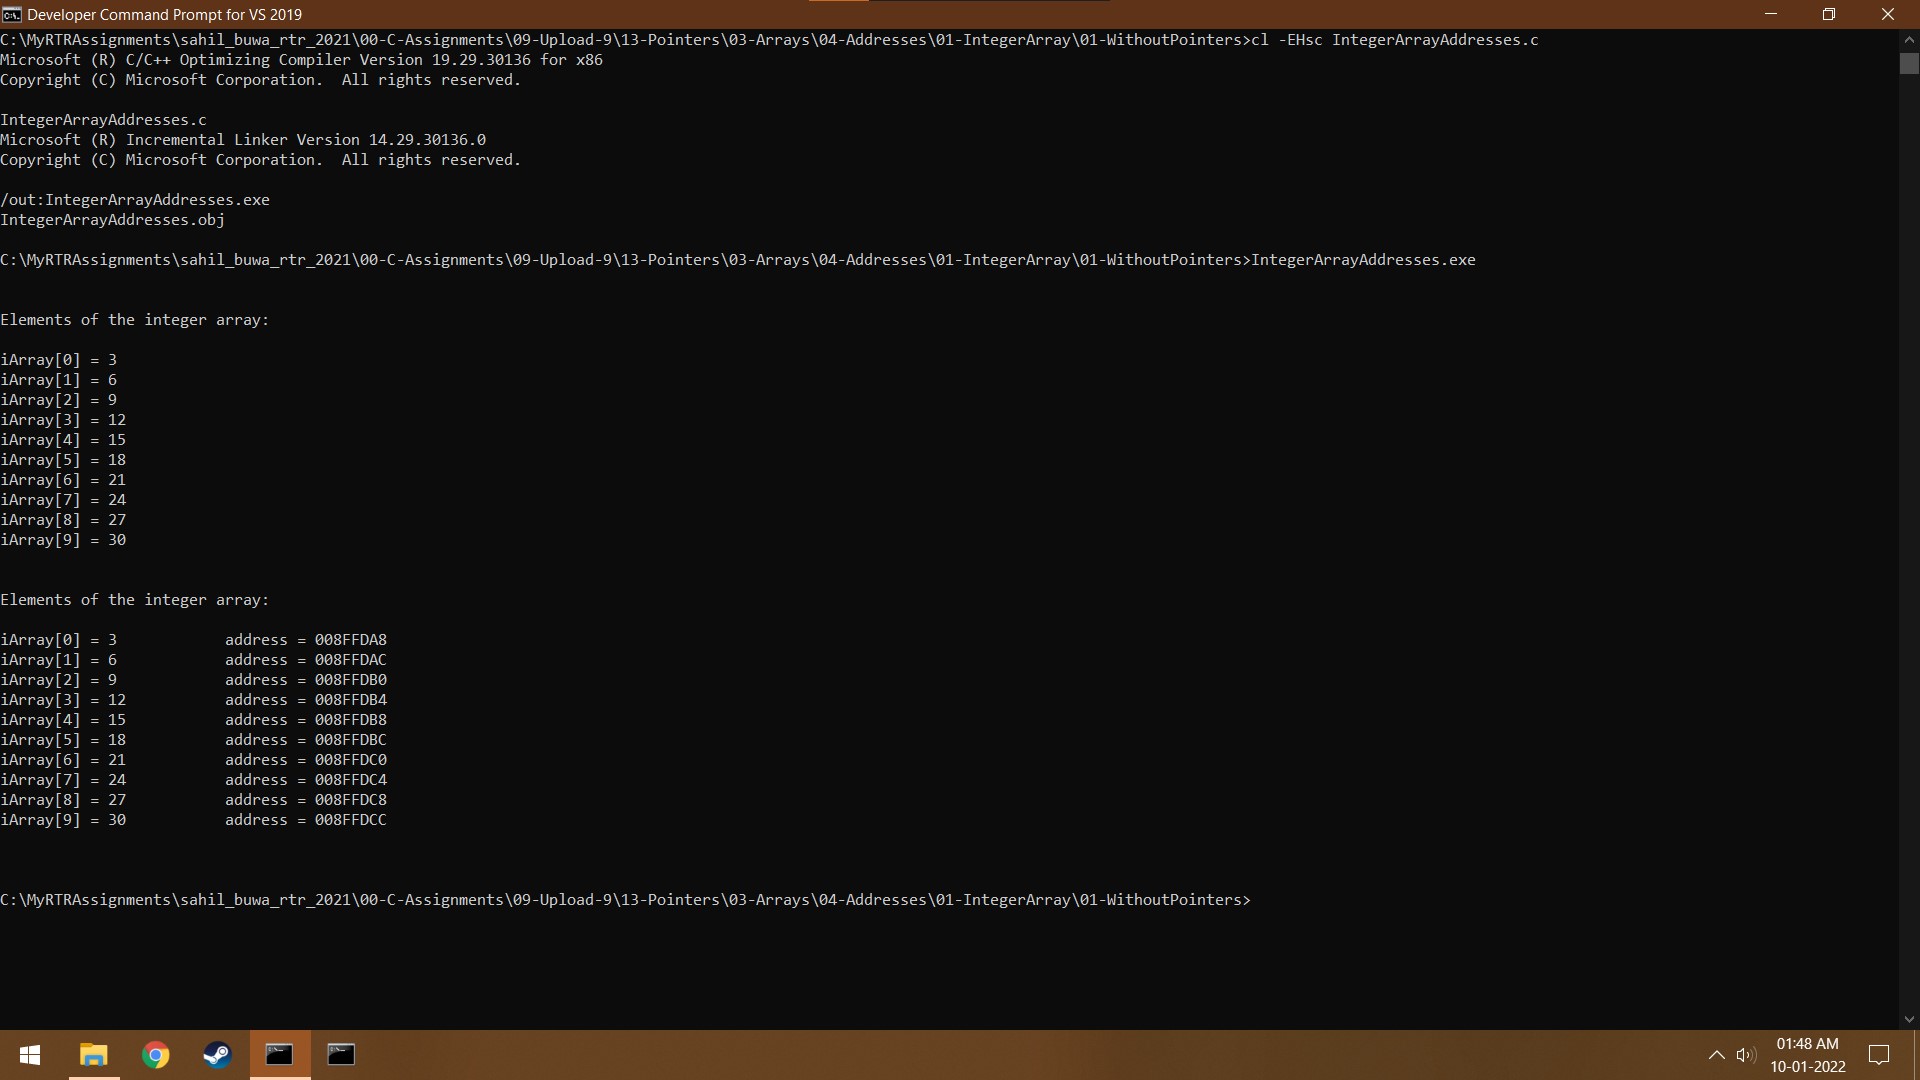 Developer Command Prompt for VS 2019
C:\MyRTRAssignments\sahil_buwa_rtr_2021\00-C-Assignments\09-Upload-9\13-Pointers\03-Arrays\04-Addresses\01-IntegerArray\01-WithoutPointers>cl -EHsc IntegerArrayAddresses.c
Microsoft (R) C/C++ Optimizing Compiler Version 19.29.30136 for x86
Copyright (C) Microsoft Corporation.  All rights reserved.
IntegerArrayAddresses.c
Microsoft (R) Incremental Linker Version 14.29.30136.0
Copyright (C) Microsoft Corporation.  All rights reserved.
/out:IntegerArrayAddresses.exe
IntegerArrayAddresses.obj
C:\MyRTRAssignments\sahil_buwa_rtr_2021\00-C-Assignments\09-Upload-9\13-Pointers\03-Arrays\04-Addresses\01-IntegerArray\01-WithoutPointers>IntegerArrayAddresses.exe
Elements of the integer array:
iArray[0] = 3
iArray[1] = 6
iArray[2] = 9
iArray[3] = 12
iArray[4] = 15
iArray[5] = 18
iArray[6] = 21
iArray[7] = 24
iArray[8] = 27
iArray[9] = 30
Elements of the integer array:
iArray[0] = 3            address = 008FFDA8
iArray[1] = 6            address = 008FFDAC
iArray[2] = 9            address = 008FFDB0
iArray[3] = 12           address = 008FFDB4
iArray[4] = 15           address = 008FFDB8
iArray[5] = 18           address = 008FFDBC
iArray[6] = 21           address = 008FFDC0
iArray[7] = 24           address = 008FFDC4
iArray[8] = 27           address = 008FFDC8
iArray[9] = 30           address = 008FFDCC
C:\MyRTRAssignments\sahil_buwa_rtr_2021\00-C-Assignments\09-Upload-9\13-Pointers\03-Arrays\04-Addresses\01-IntegerArray\01-WithoutPointers>
01:48 AM
10-01-2022